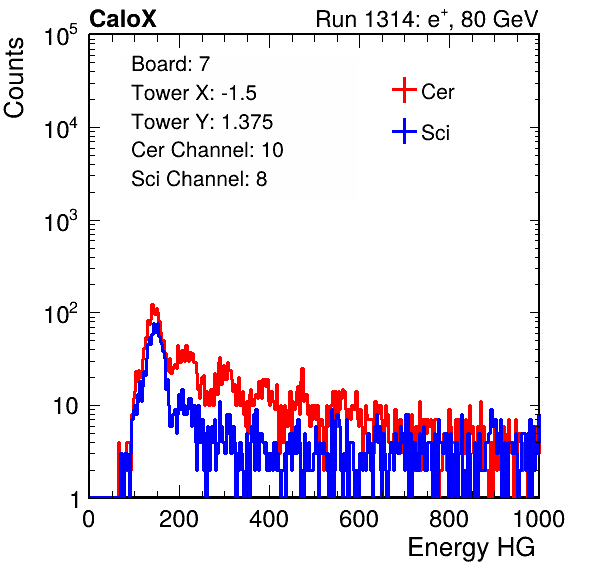 CaloX Run 1314: e⁺, 80 GeV
Counts
10⁵
10⁴
10³
10²
10
1
Board: 7
Tower X: -1.5
Tower Y: 1.375
Cer Channel: 10
Sci Channel: 8
Cer
Sci
0 200 400 600 800 1000
Energy HG